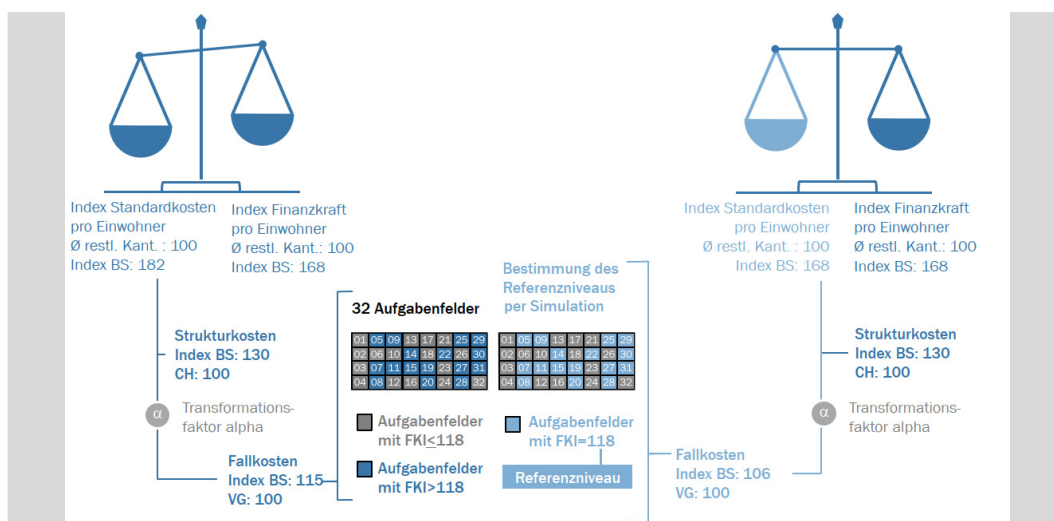 Index Standardkosten
pro Einwohner
Ø restl. Kant. : 100
Index BS: 182
Index Finanzkraft
pro Einwohner
Ø restl. Kant.: 100
Index BS: 168
Strukturkosten
Index BS: 130
CH: 100
α
Transformations-
faktor alpha
Fallkosten
Index BS: 115
VG: 100
32 Aufgabenfelder
01 05 09 13 17 21 25 29
02 06 10 14 18 22 26 30
03 07 11 15 19 23 27 31
04 08 12 16 20 24 28 32
Aufgabenfelder
mit FKI≤118
Aufgabenfelder
mit FKI>118
Bestimmung des
Referenzniveaus
per Simulation
01 05 09 13 17 21 25 29
02 06 10 14 18 22 26 30
03 07 11 15 19 23 27 31
04 08 12 16 20 24 28 32
Aufgabenfelder
mit FKI=118
Referenzniveau
Index Standardkosten
pro Einwohner
Ø restl. Kant. : 100
Index BS: 168
Index Finanzkraft
pro Einwohner
Ø restl. Kant.: 100
Index BS: 168
Strukturkosten
Index BS: 130
CH: 100
α
Transformations-
faktor alpha
Fallkosten
Index BS: 106
VG: 100